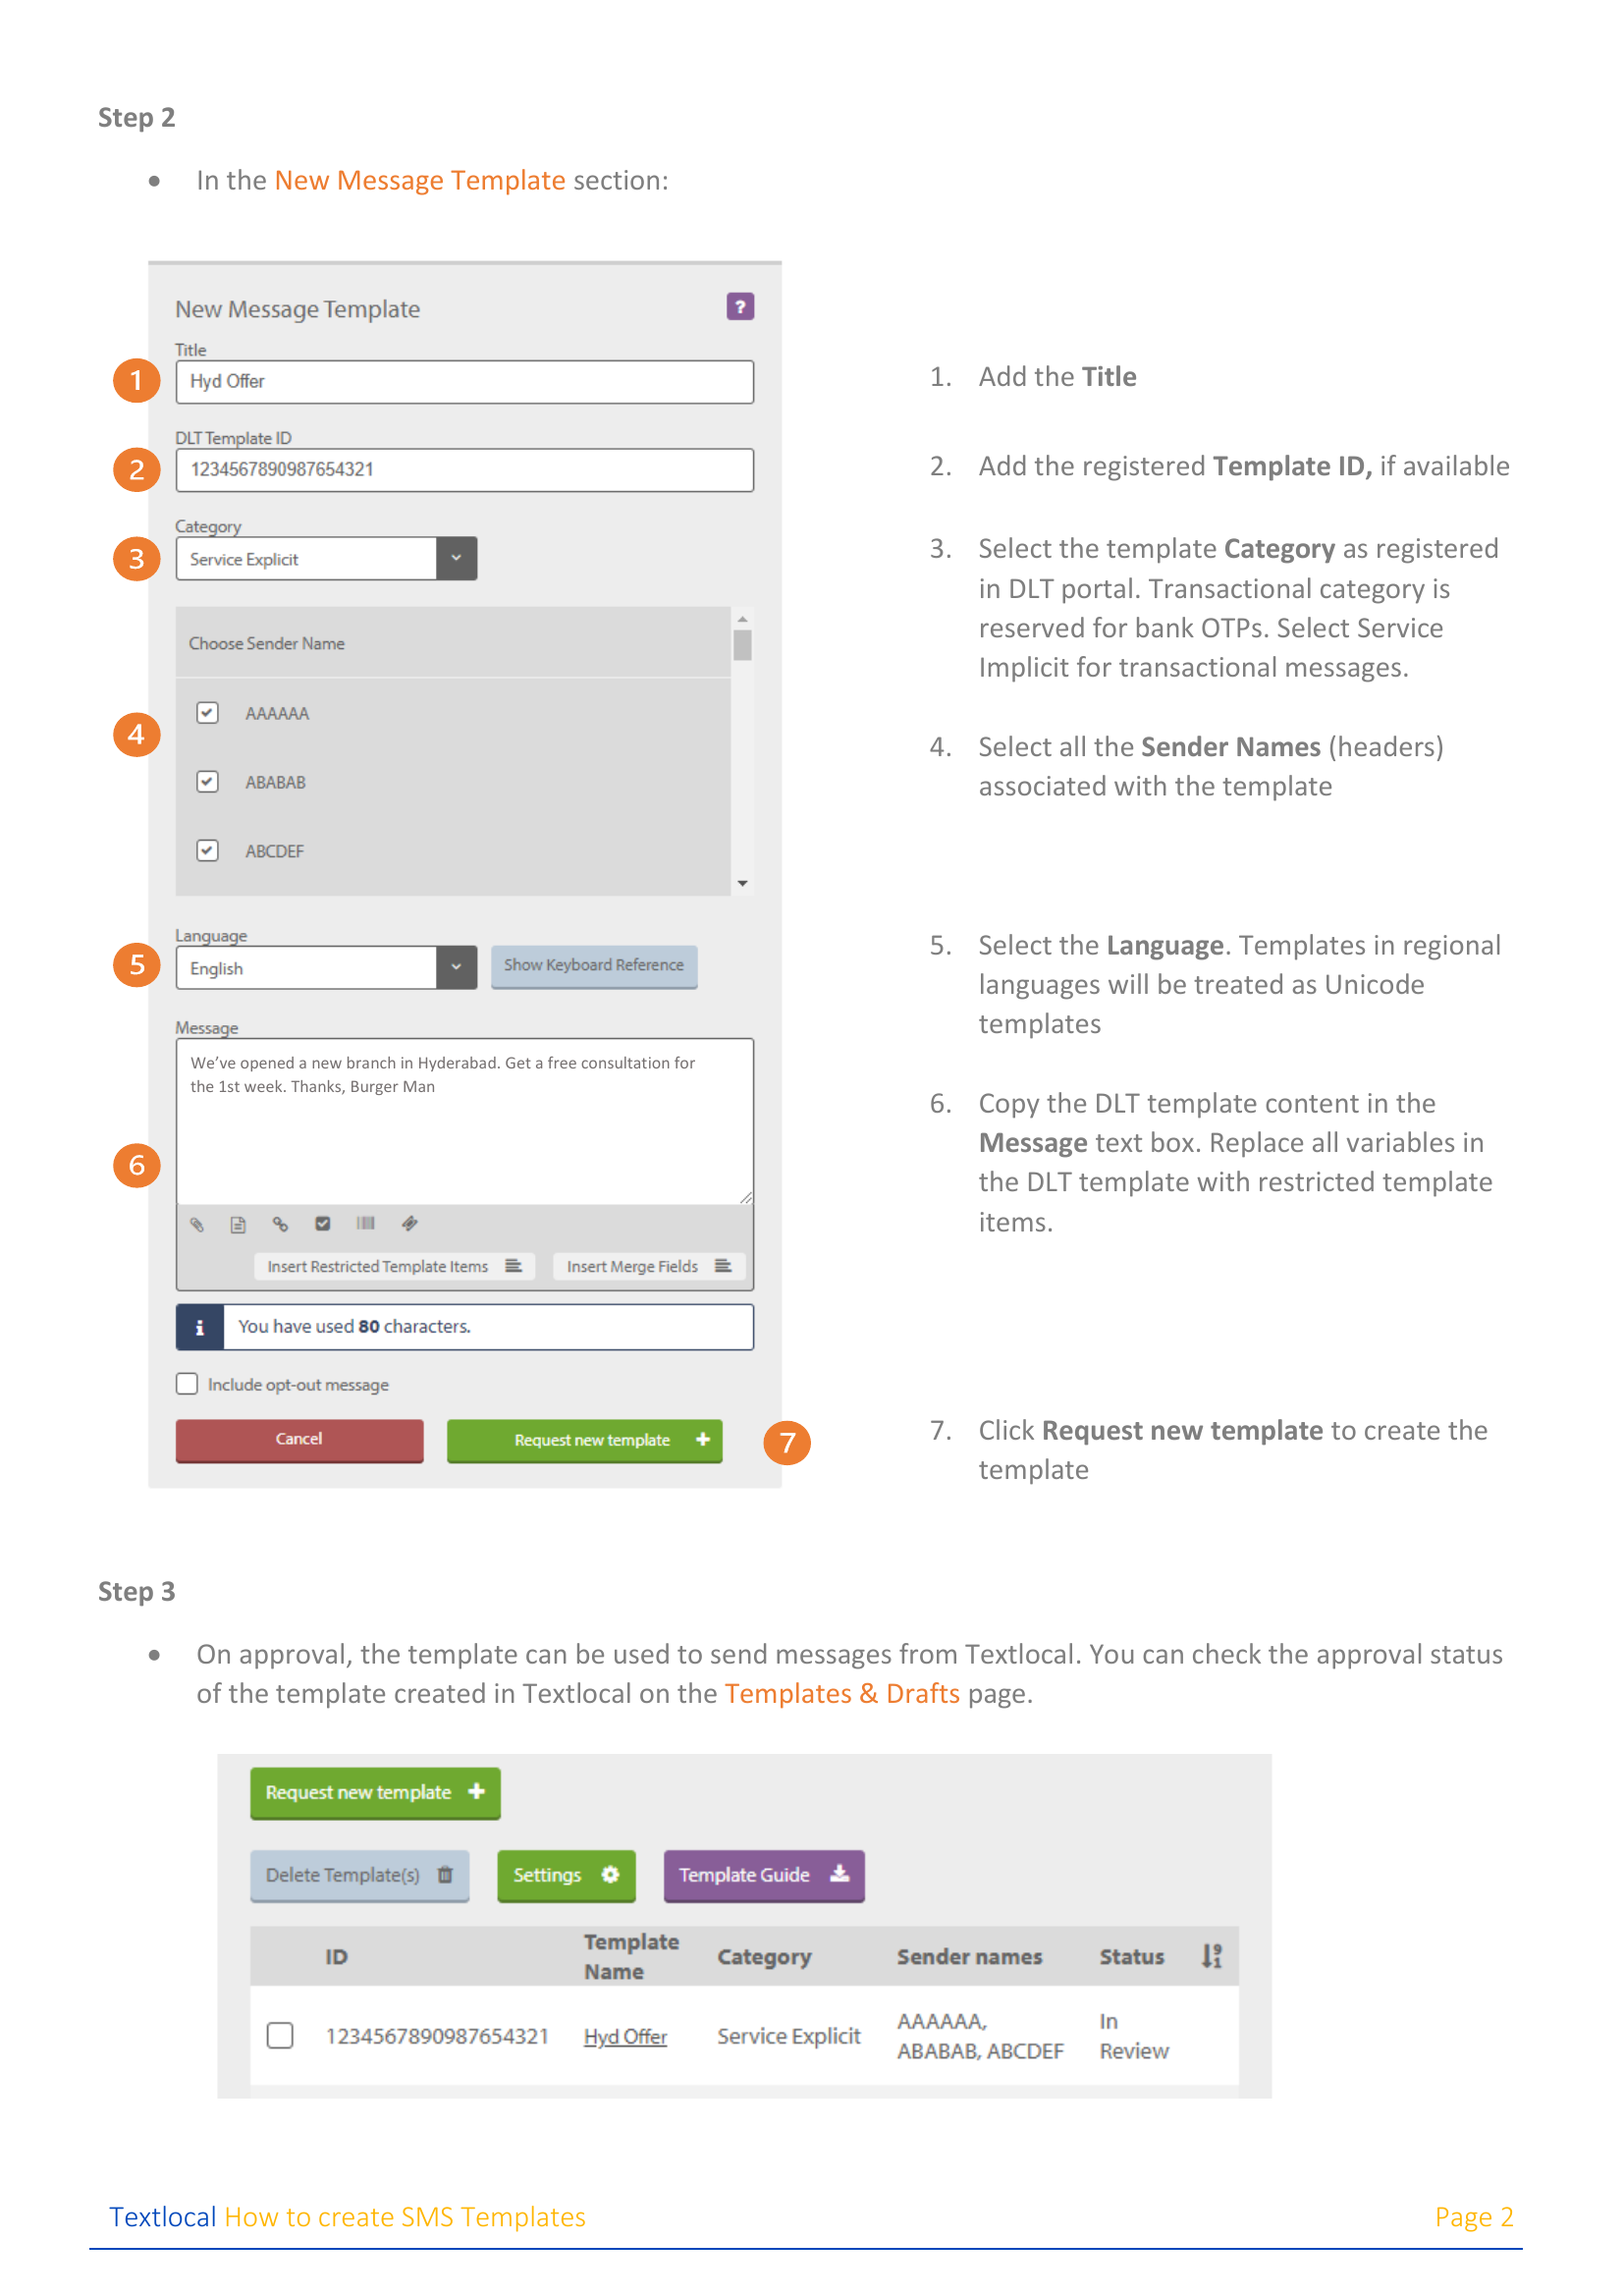 Step 2
• In the New Message Template section:
New Message Template
?
Title
1
Hyd Offer
DLT Template ID
2
1234567890987654321
Category
3
Service Explicit
Choose Sender Name
4
AAAAAA
ABABAB
ABCDEF
Language
5
English
Show Keyboard Reference
Message
We've opened a new branch in Hyderabad. Get a free consultation for
the 1st week. Thanks, Burger Man
6
Insert Restricted Template Items
Insert Merge Fields
i
You have used 80 characters.
Include opt-out message
Cancel
Request new template +
7
1. Add the Title
2. Add the registered Template ID, if available
3. Select the template Category as registered
in DLT portal. Transactional category is
reserved for bank OTPs. Select Service
Implicit for transactional messages.
4. Select all the Sender Names (headers)
associated with the template
5. Select the Language. Templates in regional
languages will be treated as Unicode
templates
6. Copy the DLT template content in the
Message text box. Replace all variables in
the DLT template with restricted template
items.
7. Click Request new template to create the
template
Step 3
• On approval, the template can be used to send messages from Textlocal. You can check the approval status
of the template created in Textlocal on the Templates & Drafts page.
Request new template +
Delete Template(s)
Settings
Template Guide
ID
Template
Name
Category
Sender names
Status
1234567890987654321
Hyd Offer
Service Explicit
AAAAAA,
ABABAB, ABCDEF
In
Review
Textlocal How to create SMS Templates
Page 2